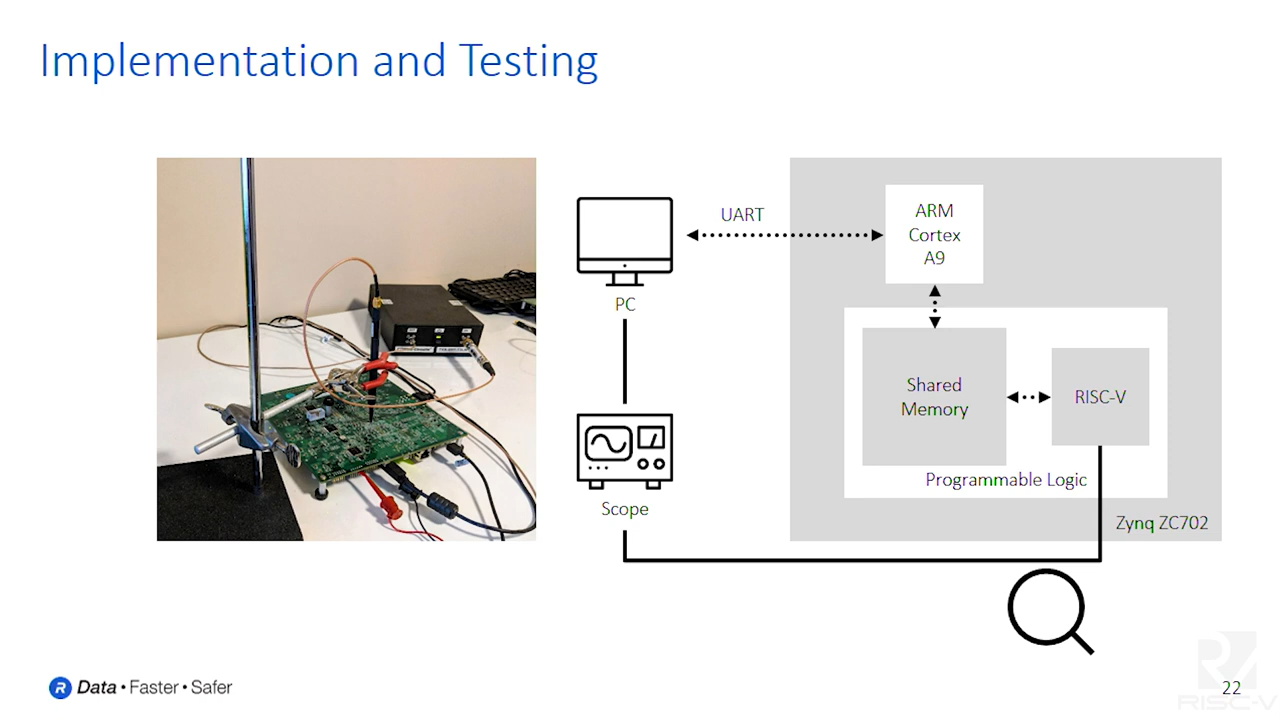 Implementation and Testing
UART
ARM
Cortex
A9
PC
Shared
Memory
RISC-V
Programmable Logic
Scope
Zynq ZC702
R Data • Faster • Safer
22
RISC-V